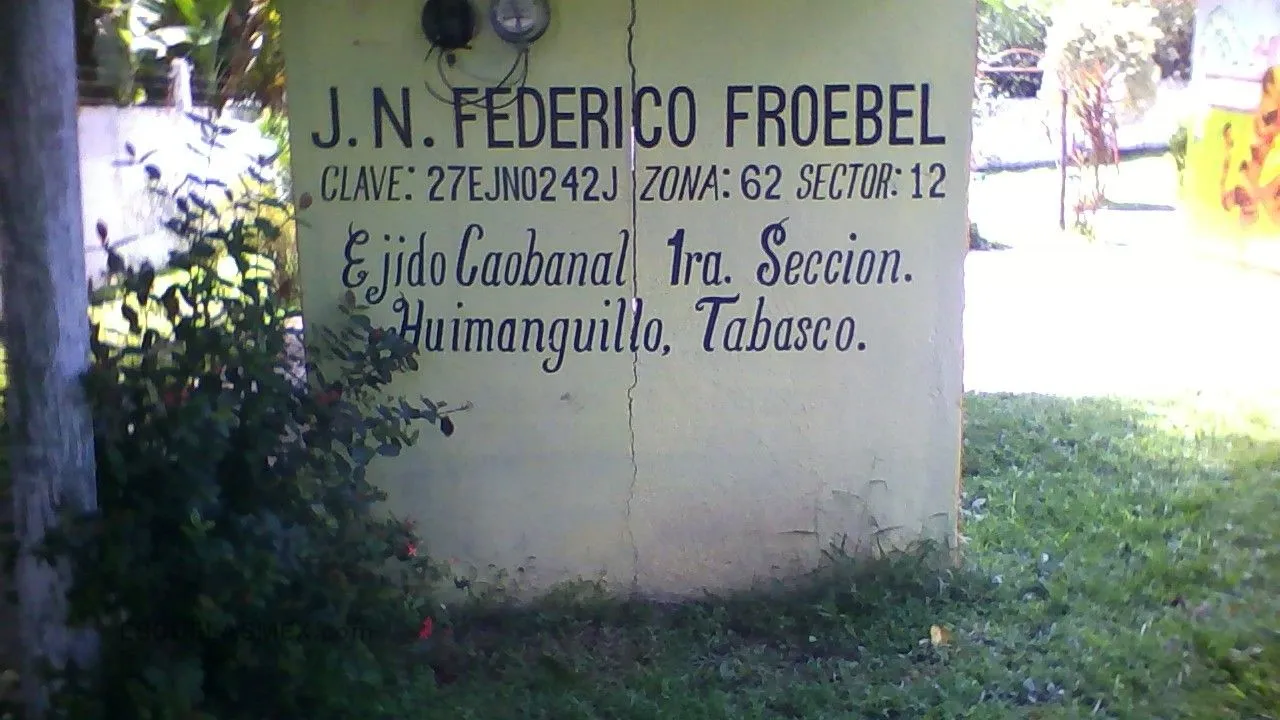 J. N. FEDERICO FROEBEL
CLAVE: 27EJN0242J ZONA: 62 SECTOR: 12
Ejido Caobanal 1ra. Seccion.
Huimanguillo, Tabasco.